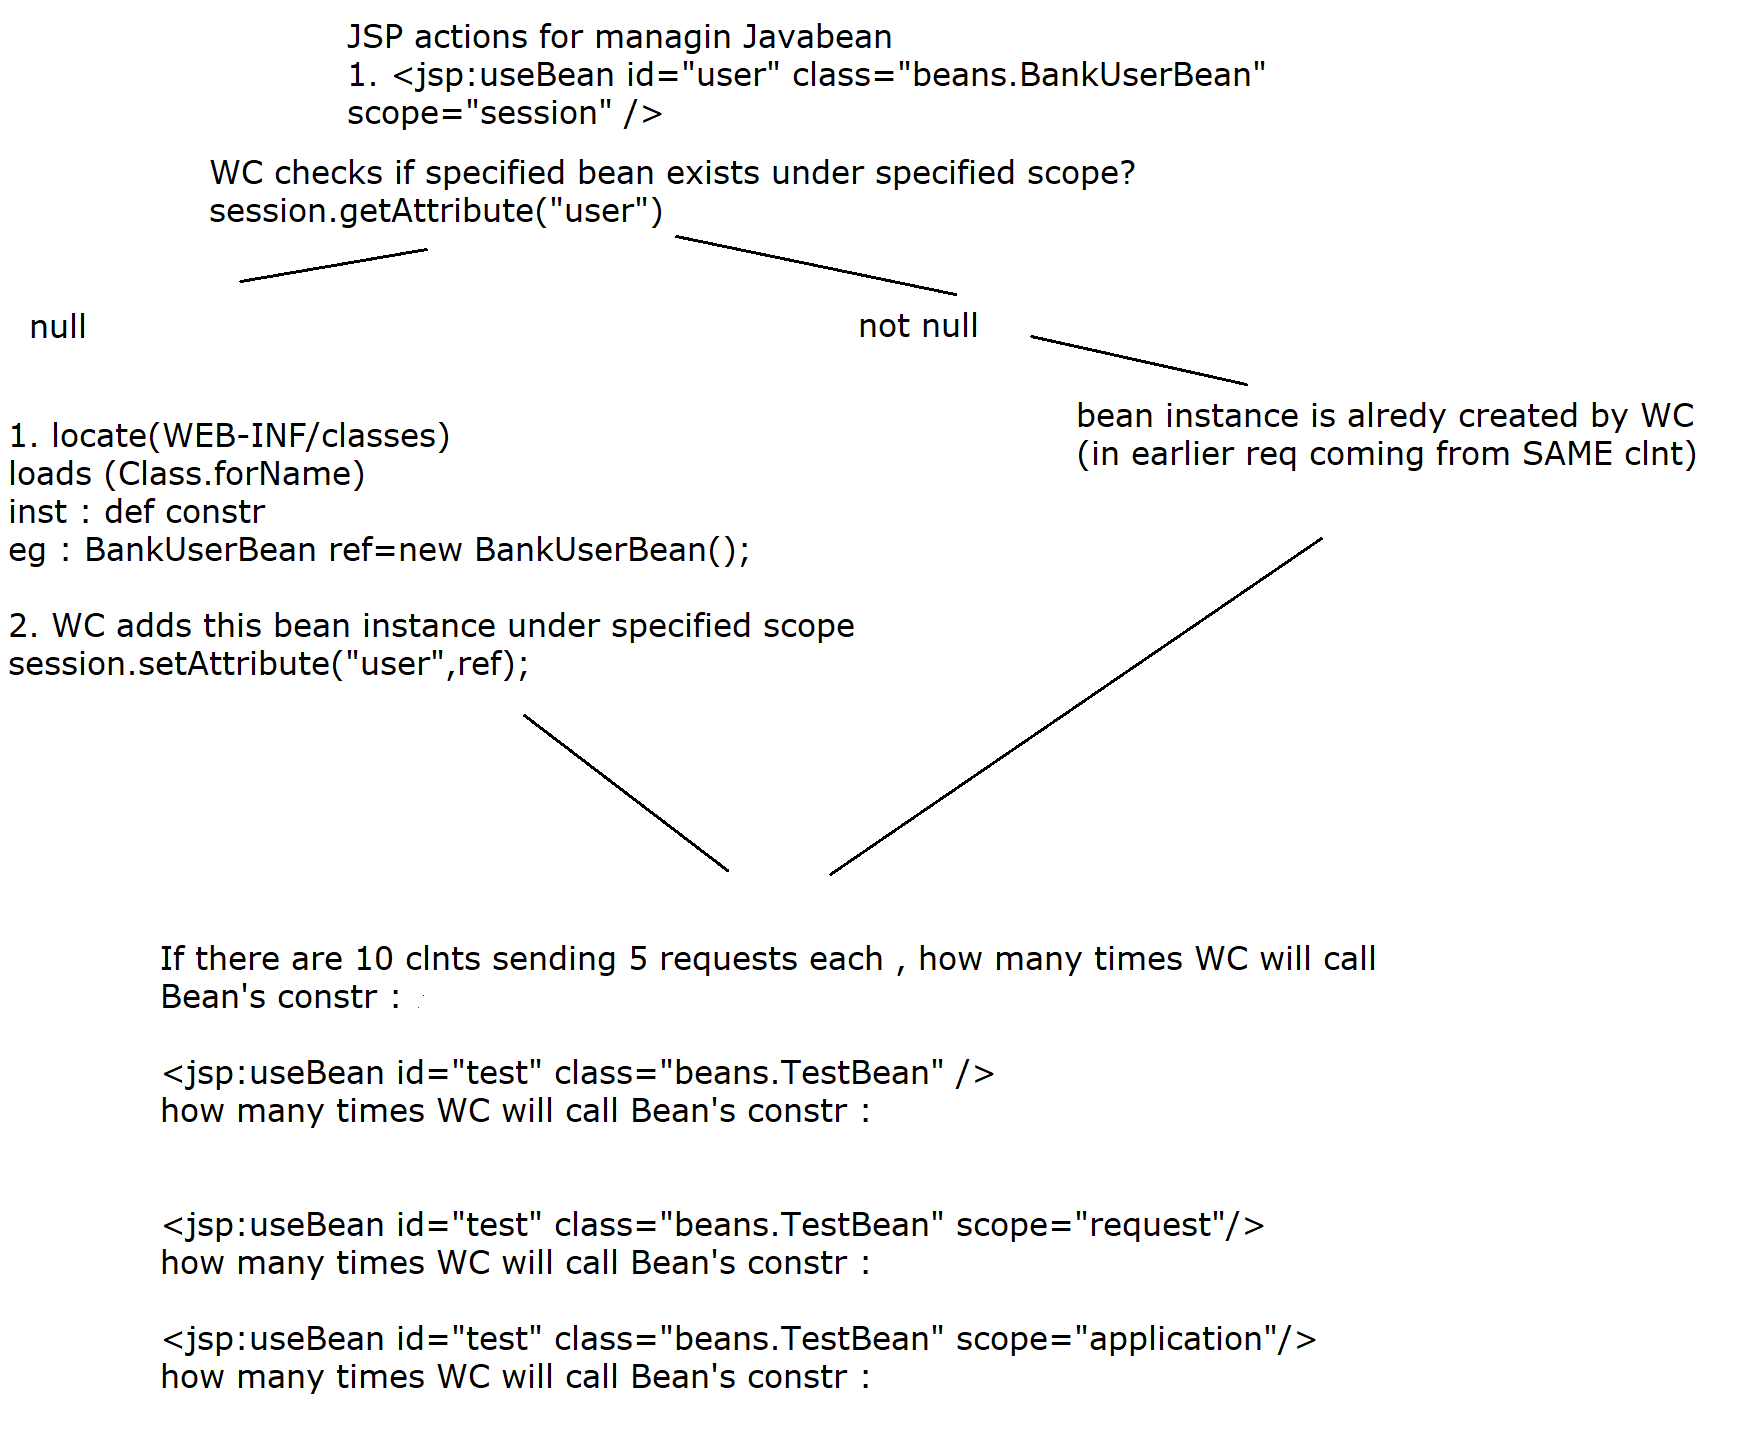 JSP actions for managin Javabean
1. <jsp:useBean id="user" class="beans.BankUserBean"
scope="session" />
WC checks if specified bean exists under specified scope?
session.getAttribute("user")
null
not null
bean instance is alredy created by WC
(in earlier req coming from SAME clnt)
1. locate(WEB-INF/classes)
loads (Class.forName)
inst : def constr
eg : BankUserBean ref=new BankUserBean();
2. WC adds this bean instance under specified scope
session.setAttribute("user",ref);
If there are 10 clnts sending 5 requests each , how many times WC will call
Bean's constr :
<jsp:useBean id="test" class="beans.TestBean" />
how many times WC will call Bean's constr :
<jsp:useBean id="test" class="beans.TestBean" scope="request"/>
how many times WC will call Bean's constr :
<jsp:useBean id="test" class="beans.TestBean" scope="application"/>
how many times WC will call Bean's constr :